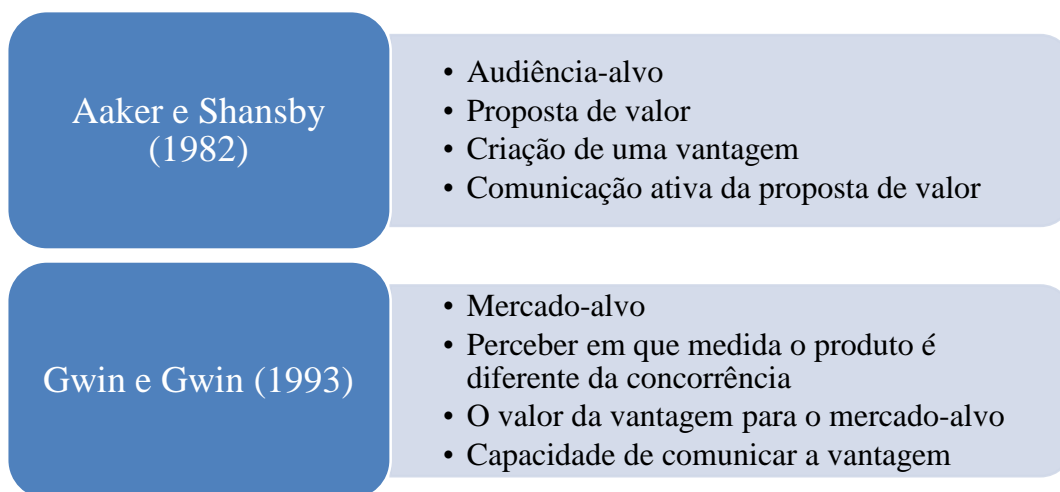 Aaker e Shansby
(1982)
• Audiência-alvo
• Proposta de valor
• Criação de uma vantagem
• Comunicação ativa da proposta de valor
Gwin e Gwin (1993)
• Mercado-alvo
• Perceber em que medida o produto é
diferente da concorrência
• O valor da vantagem para o mercado-alvo
• Capacidade de comunicar a vantagem